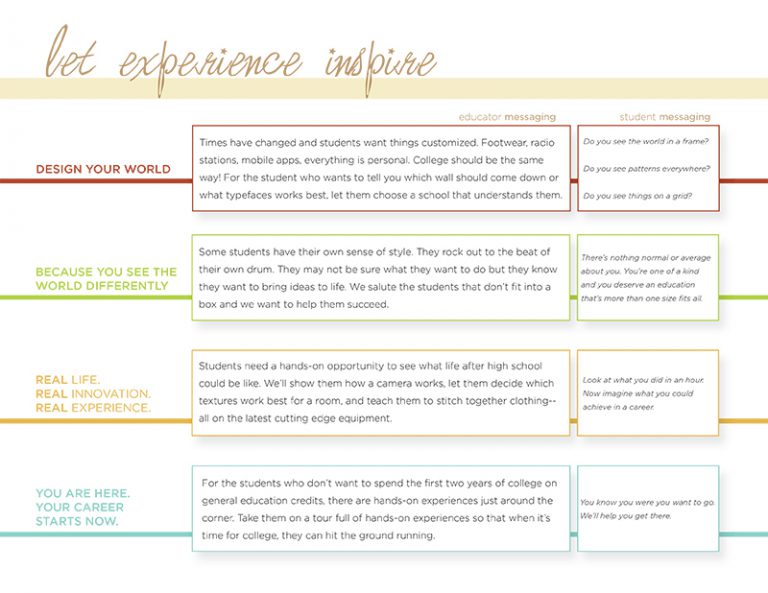 let experience inspire
educator messaging
student messaging
DESIGN YOUR WORLD
Times have changed and students want things customized. Footwear, radio
stations, mobile apps, everything is personal. College should be the same
way! For the student who wants to tell you which wall should come down or
what typefaces works best, let them choose a school that understands them.
Do you see the world in a frame?
Do you see patterns everywhere?
Do you see things on a grid?
BECAUSE YOU SEE THE
WORLD DIFFERENTLY
Some students have their own sense of style. They rock out to the beat of
their own drum. They may not be sure what they want to do but they know
they want to bring ideas to life. We salute the students that don't fit into a
box and we want to help them succeed.
There's nothing normal or average
about you. You're one of a kind
and you deserve an education
that's more than one size fits all.
REAL LIFE.
REAL INNOVATION.
REAL EXPERIENCE.
Students need a hands-on opportunity to see what life after high school
could be like. We'll show them how a camera works, let them decide which
textures work best for a room, and teach them to stitch together clothing--
all on the latest cutting edge equipment.
Look at what you did in an hour.
Now imagine what you could
achieve in a career.
YOU ARE HERE.
YOUR CAREER
STARTS NOW.
For the students who don't want to spend the first two years of college on
general education credits, there are hands-on experiences just around the
corner. Take them on a tour full of hands-on experiences so that when it's
time for college, they can hit the ground running.
You know you were you want to go.
We'll help you get there.